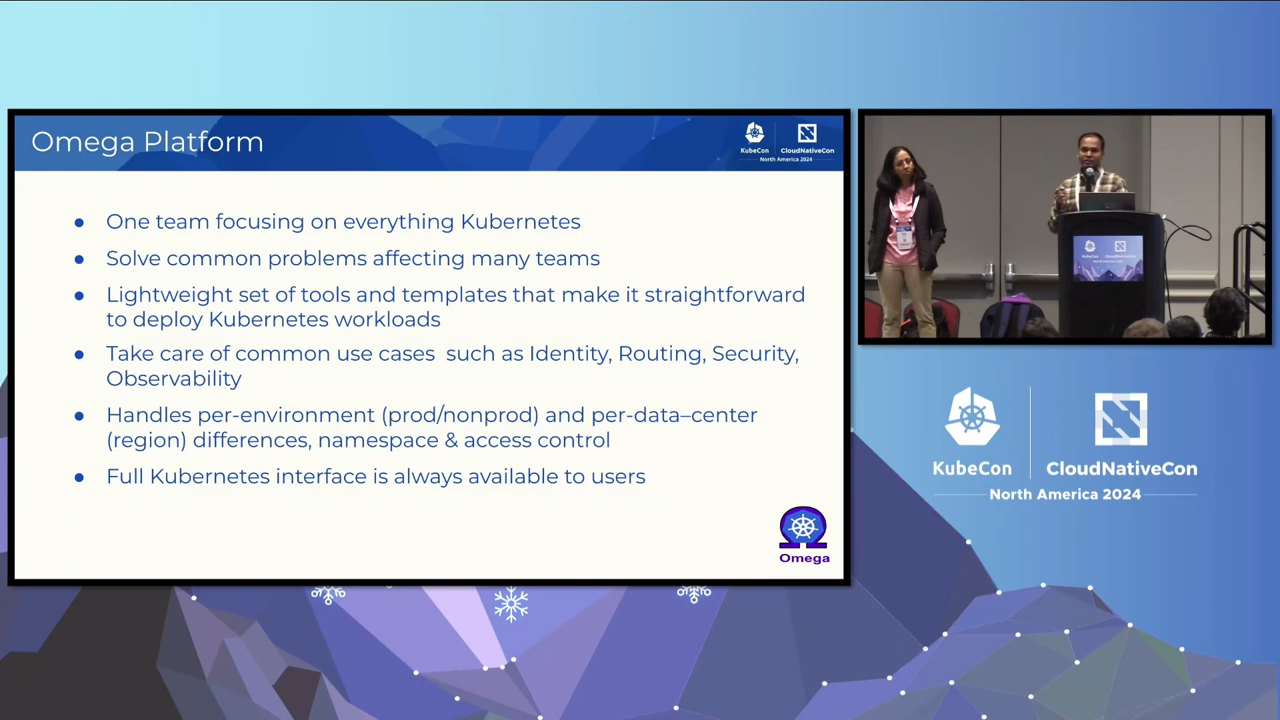 Omega Platform
KubeCon
CloudNativeCon
North America 2024
● One team focusing on everything Kubernetes
● Solve common problems affecting many teams
● Lightweight set of tools and templates that make it straightforward
to deploy Kubernetes workloads
● Take care of common use cases such as Identity, Routing, Security,
Observability
● Handles per-environment (prod/nonprod) and per-data–center
(region) differences, namespace & access control
● Full Kubernetes interface is always available to users
Omega
KubeCon
CloudNativeCon
North America 2024